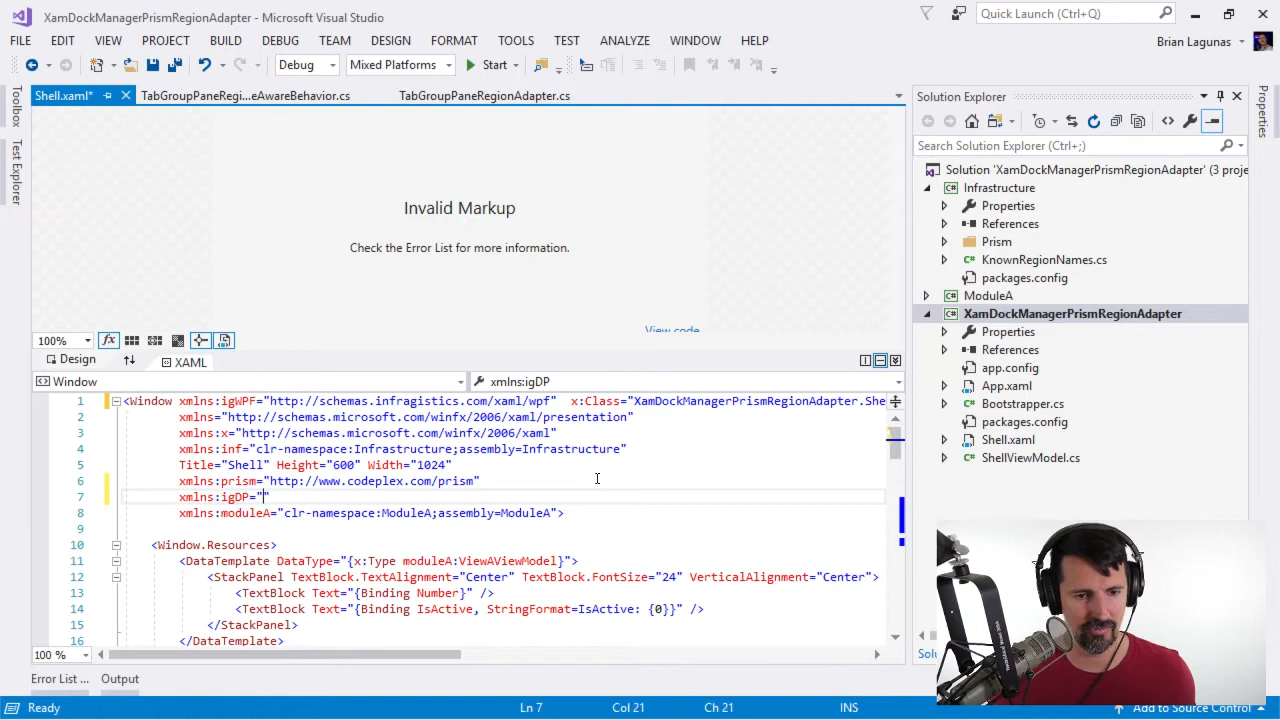 XamDockManagerPrismRegionAdapter - Microsoft Visual Studio
Quick Launch (Ctrl+Q)
FILE EDIT VIEW PROJECT BUILD DEBUG TEAM DESIGN FORMAT TOOLS TEST ANALYZE WINDOW HELP
Brian Lagunas
Debug Mixed Platforms Start
Toolbox
Test Explorer
Shell.xaml* TabGroupPaneRegi...eAwareBehavior.cs TabGroupPaneRegionAdapter.cs
Invalid Markup
Check the Error List for more information.
View code
100%
Design XAML
Window xmlns:igDP
1 <Window xmlns:igWPF="http://schemas.infragistics.com/xaml/wpf" x:Class="XamDockManagerPrismRegionAdapter.She
2 xmlns="http://schemas.microsoft.com/winfx/2006/xaml/presentation"
3 xmlns:x="http://schemas.microsoft.com/winfx/2006/xaml"
4 xmlns:inf="clr-namespace:Infrastructure;assembly=Infrastructure"
5 Title="Shell" Height="600" Width="1024"
6 xmlns:prism="http://www.codeplex.com/prism"
7 xmlns:igDP=""
8 xmlns:moduleA="clr-namespace:ModuleA;assembly=ModuleA">
9
10 <Window.Resources>
11 <DataTemplate DataType="{x:Type moduleA:ViewAViewModel}">
12 <StackPanel TextBlock.TextAlignment="Center" TextBlock.FontSize="24" VerticalAlignment="Center">
13 <TextBlock Text="{Binding Number}" />
14 <TextBlock Text="{Binding IsActive, StringFormat=IsActive: {0}}" />
15 </StackPanel>
16 </DataTemplate>
100 %
Error List ... Output
Solution Explorer
Search Solution Explorer (Ctrl+;)
Solution 'XamDockManagerPrismRegionAdapter' (3 proje
Infrastructure
Properties
References
Prism
KnownRegionNames.cs
packages.config
ModuleA
XamDockManagerPrismRegionAdapter
Properties
References
app.config
App.xaml
Bootstrapper.cs
packages.config
Shell.xaml
ShellViewModel.cs
Solu
Properties
Ready Ln 7 Col 21 Ch 21 INS Add to Source Control